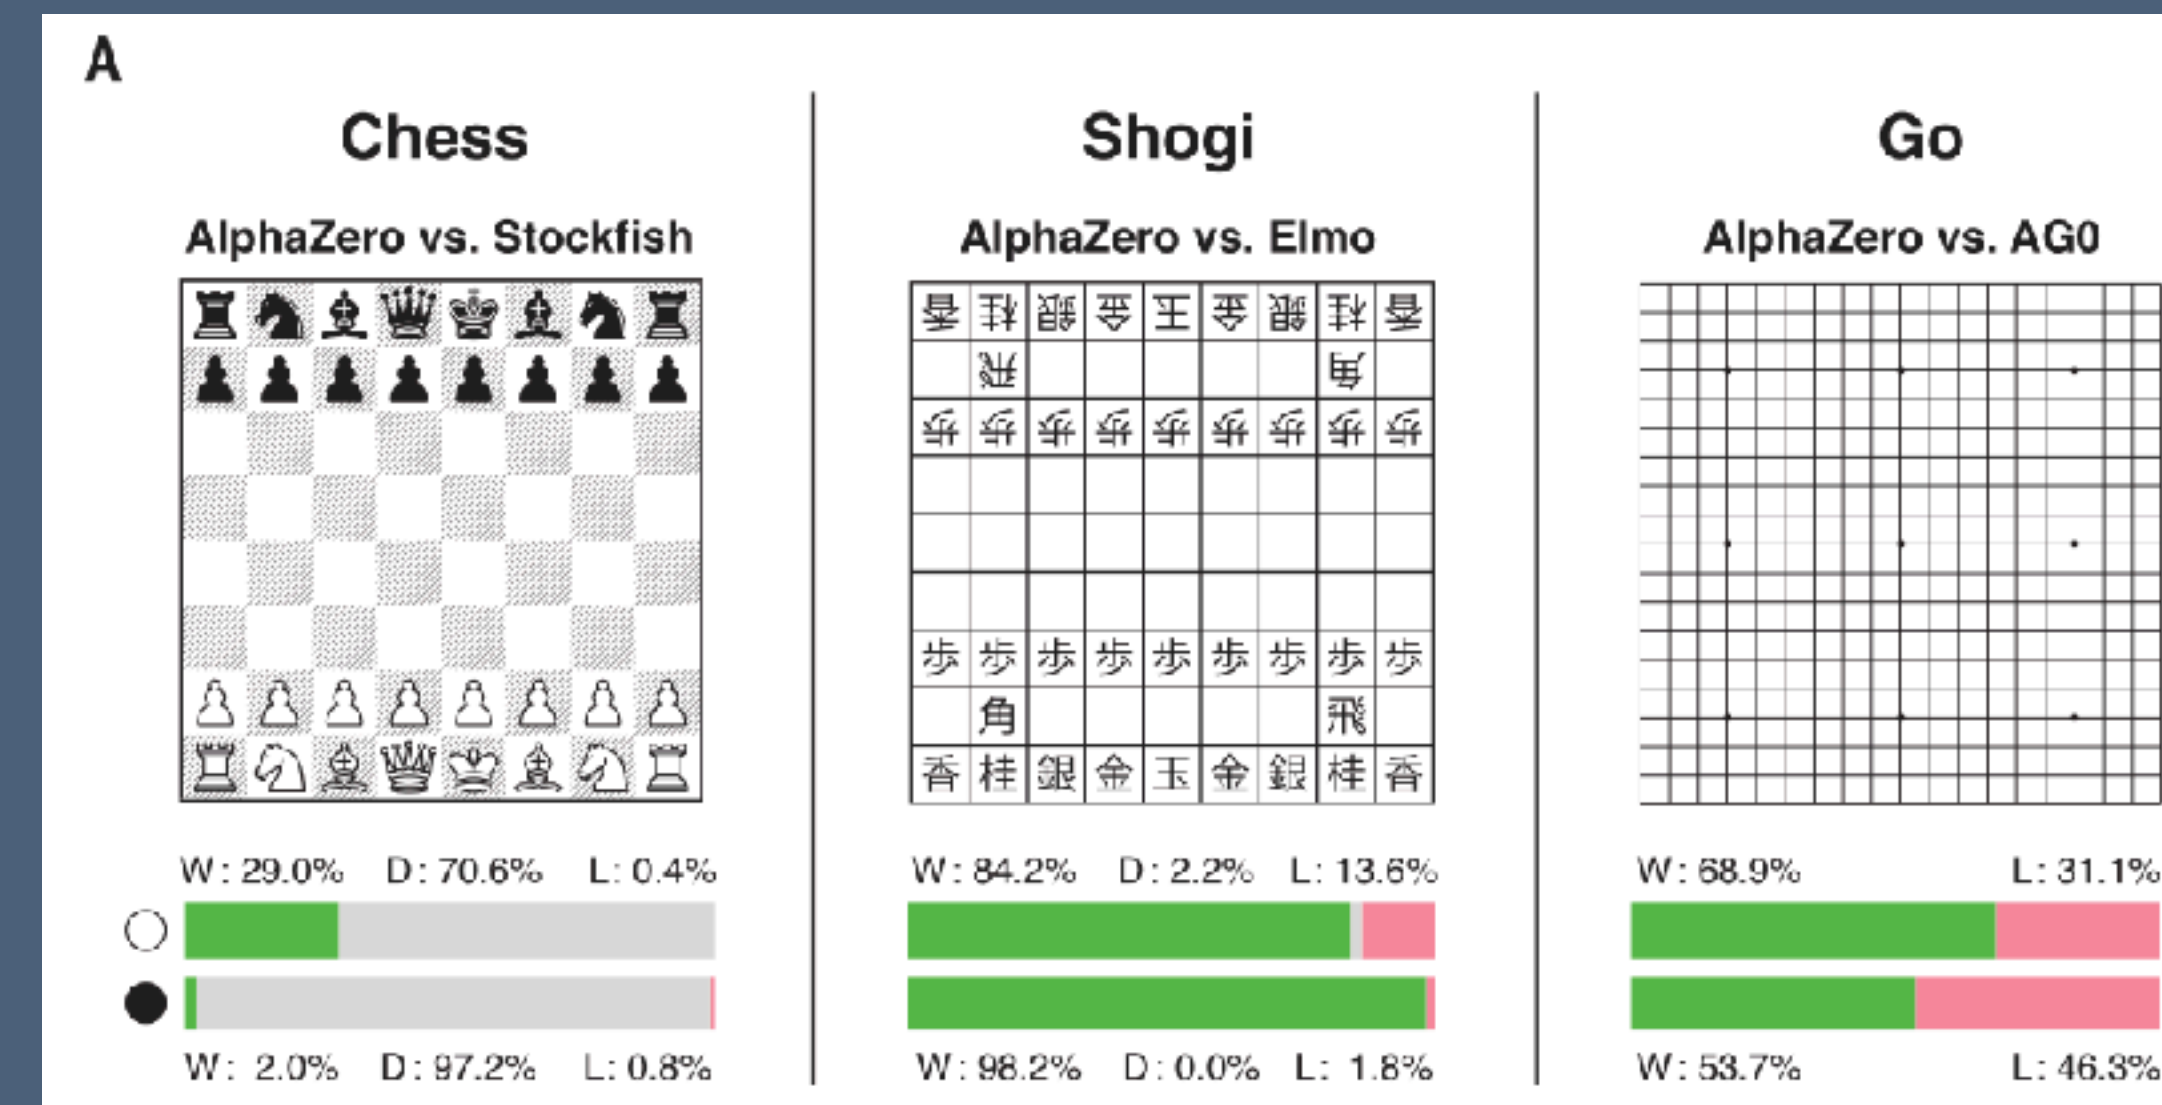 A
Chess
AlphaZero vs. Stockfish
W: 29.0% D: 70.6% L: 0.4%
W: 2.0% D: 97.2% L: 0.8%
Shogi
AlphaZero vs. Elmo
香 桂 銀 金 王 金 銀 桂 香
飛 角
歩 歩 歩 歩 歩 歩 歩 歩 歩
歩 歩 歩 歩 歩 歩 歩 歩 歩
角 飛
香 桂 銀 金 玉 金 銀 桂 香
W: 84.2% D: 2.2% L: 13.6%
W: 98.2% D: 0.0% L: 1.8%
Go
AlphaZero vs. AG0
W: 68.9% L: 31.1%
W: 53.7% L: 46.3%